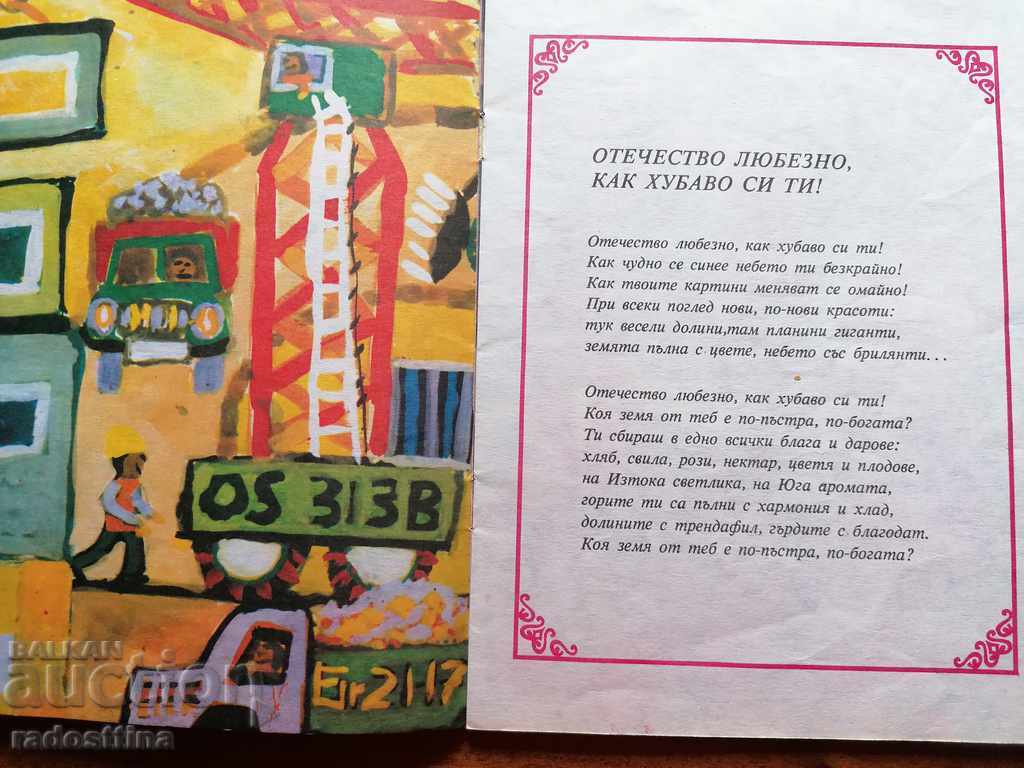 OS 313B
Err 2117
BALKAN
auction
radosttina
ОТЕЧЕСТВО ЛЮБЕЗНО,
КАК ХУБАВО СИ ТИ!
Отечество любезно, как хубаво си ти!
Как чудно се синее небето ти безкрайно!
Как твоите картини меняват се омайно!
При всеки поглед нови, по-нови красоти:
тук весели долини,там планини гиганти,
земята пълна с цвете, небето със брилянти...
Отечество любезно, как хубаво си ти!
Коя земя от теб е по-пъстра, по-богата?
Ти сбираш в едно всички блага и дарове:
хляб, свила, рози, нектар, цветя и плодове,
на Изтока светлика, на Юга аромата,
горите ти са пълни с хармония и хлад,
долините с трендафил, гърдите с благодат.
Коя земя от теб е по-пъстра, по-богата?